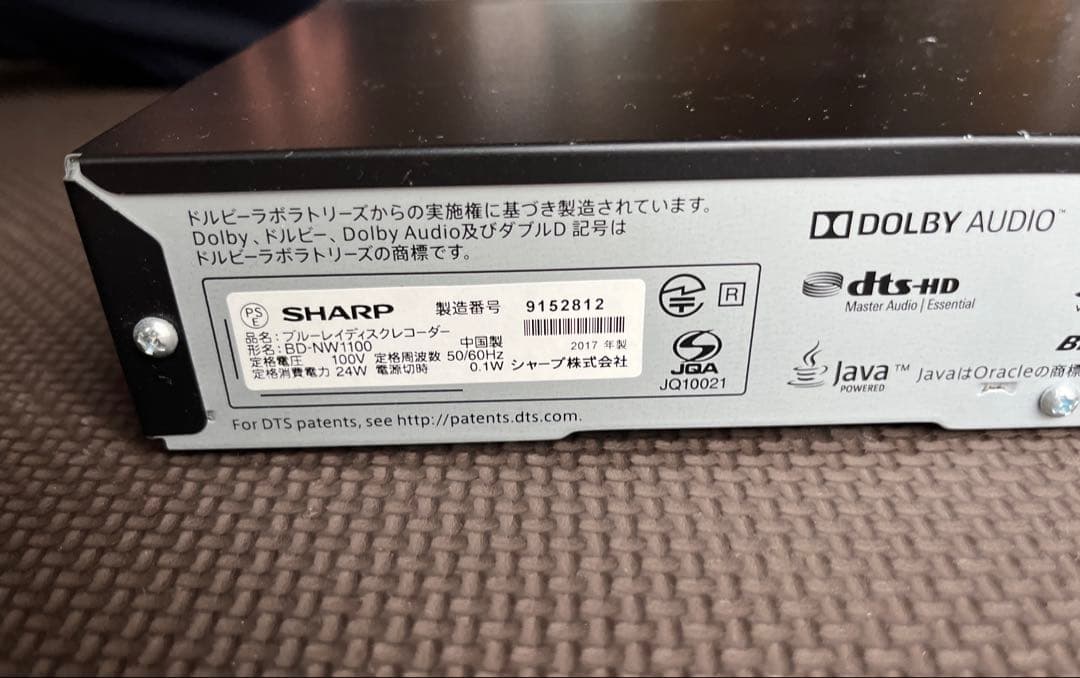 ドルビーラボラトリーズからの実施権に基づき製造されています。
Dolby、ドルビー、Dolby Audio及びダブルD 記号は
ドルビーラボラトリーズの商標です。
DOLBY AUDIO™
dts-HD
Master Audio | Essential
PS
E
SHARP 製造番号 9152812
品名:ブルーレイディスクレコーダー
形名:BD-NW1100 中国製 2017 年製
定格電圧 100V 定格周波数 50/60Hz
定格消費電力 24W 電源切時 0.1W シャープ株式会社
R
JQA
JQ10021
Java™ JavaはOracleの商標
POWERED
For DTS patents, see http://patents.dts.com.